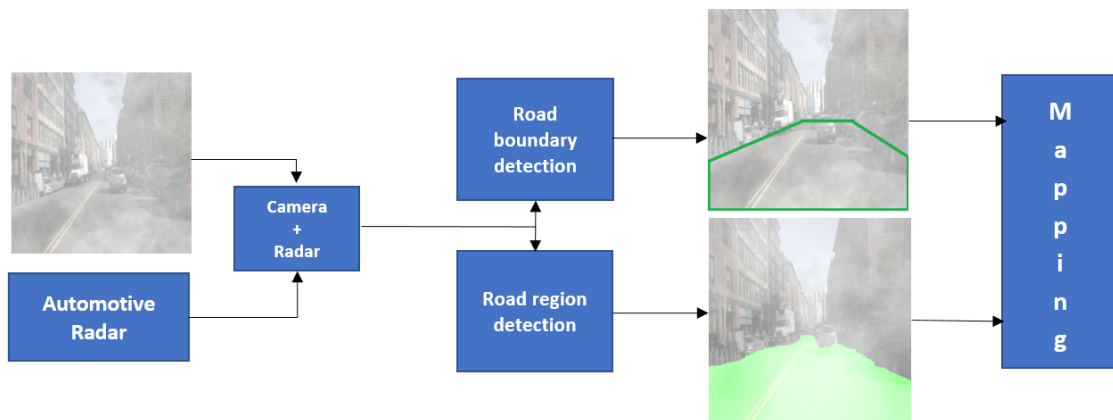 Automotive
Radar
Camera
+
Radar
Road
boundary
detection
Road region
detection
M
a
p
p
i
n
g